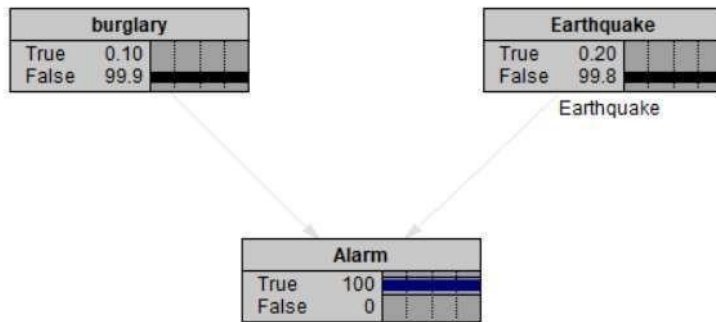 burglary
True 0.10
False 99.9
Earthquake
True 0.20
False 99.8
Earthquake
Alarm
True 100
False 0